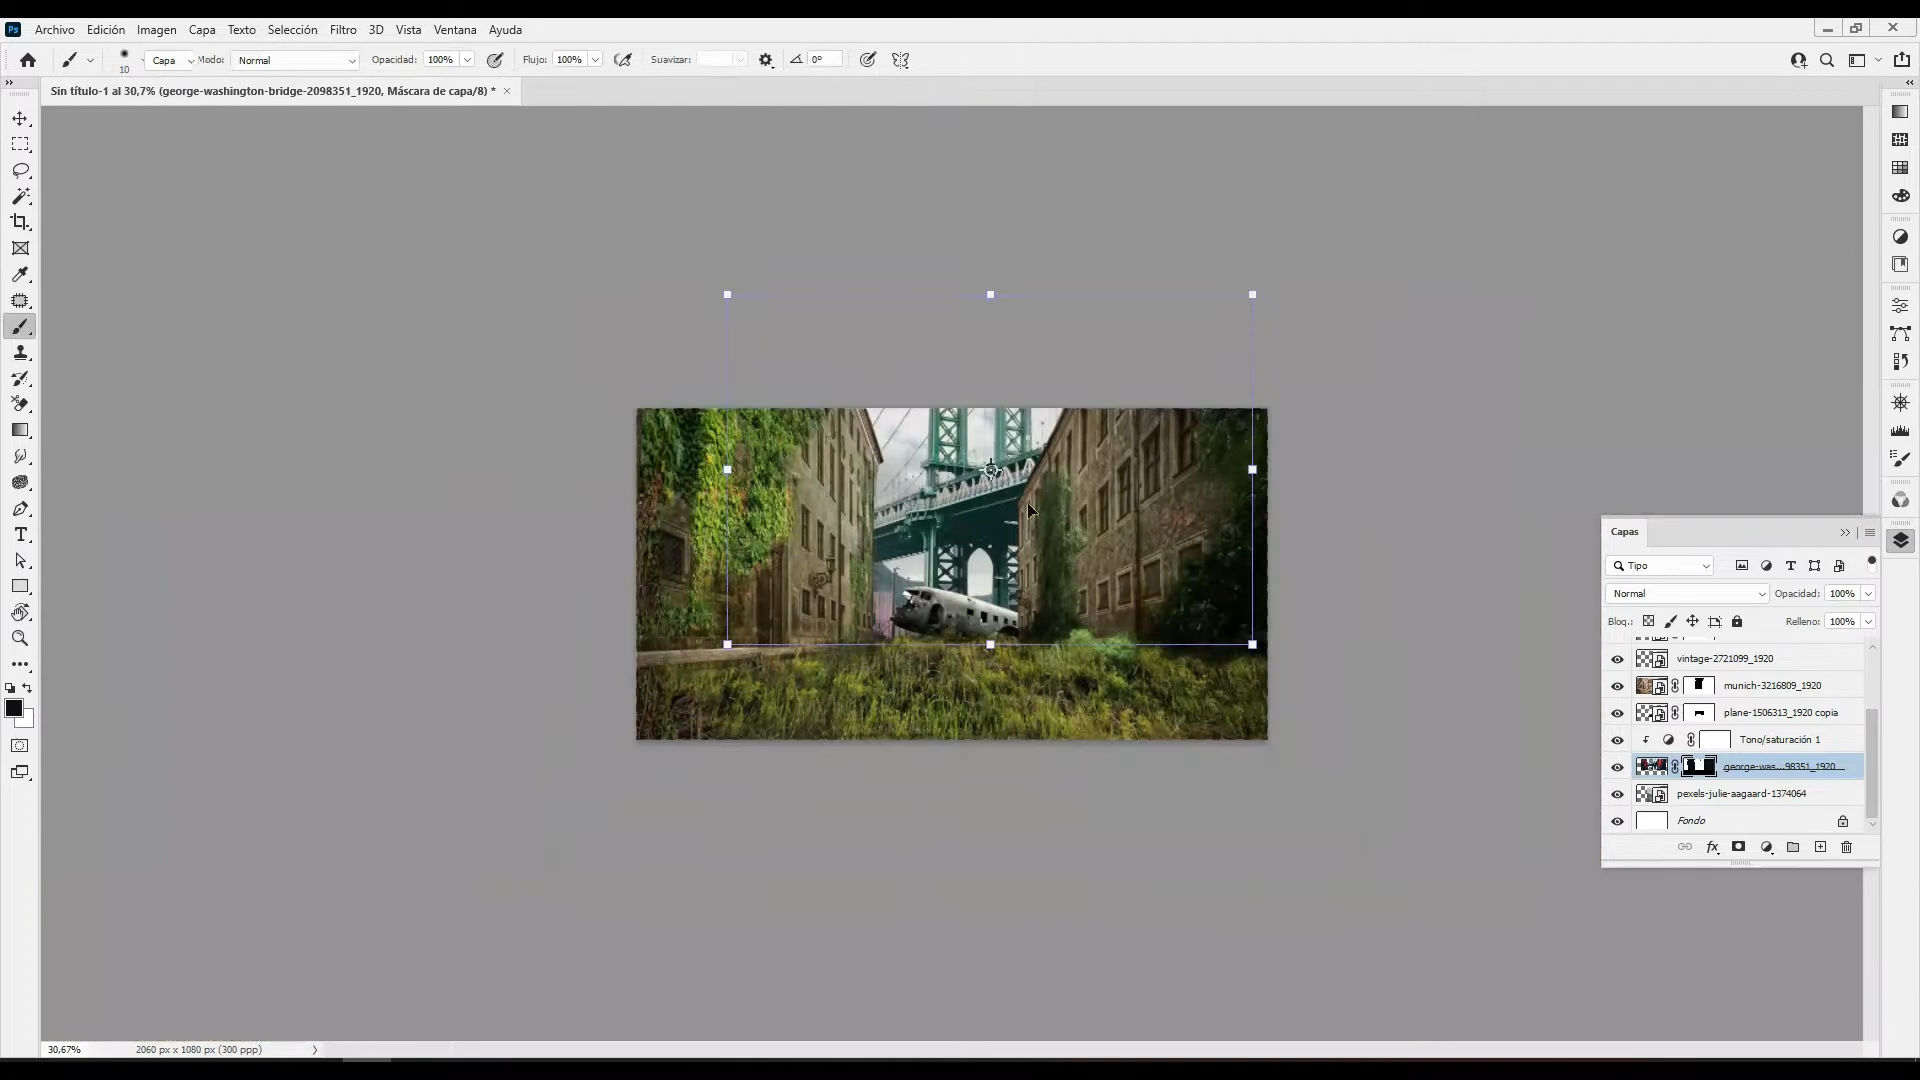 Ps Archivo Edición Imagen Capa Texto Selección Filtro 3D Vista Ventana Ayuda
10 Capa Modo: Normal Opacidad: 100% Flujo: 100% Suavizar: 0°
Sin título-1 al 30,7% (george-washington-bridge-2098351_1920, Máscara de capa/8) * ×
Capas
Tipo
Normal Opacidad: 100%
Bloq.: Relleno: 100%
vintage-2721099_1920
munich-3216809_1920
plane-1506313_1920 copia
Tono/saturación 1
george-was...98351_1920
pexels-julie-aagaard-1374064
Fondo
fx
30,67% 2060 px x 1080 px (300 ppp)